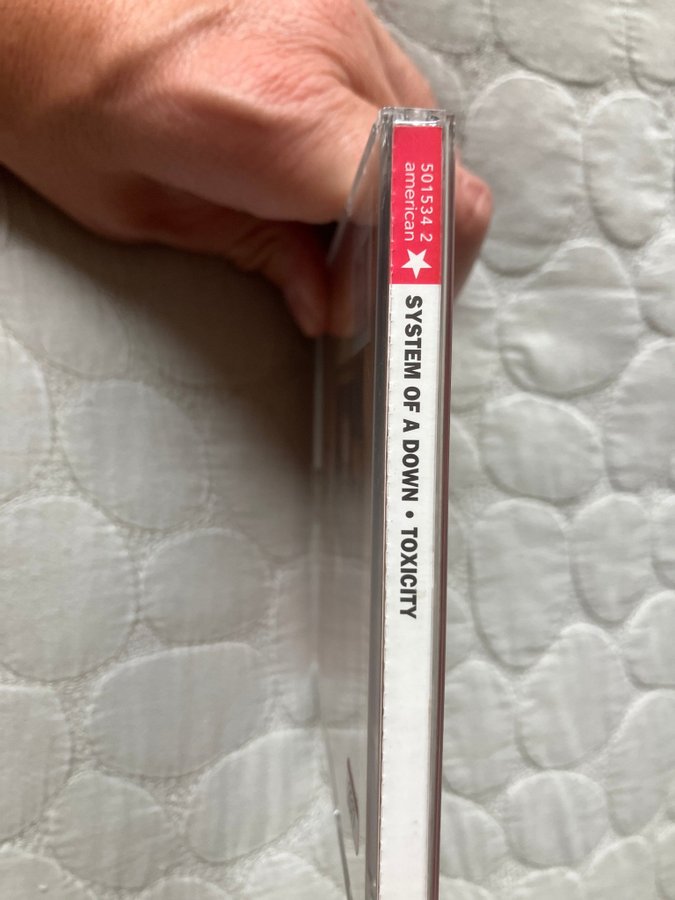 501534 2
american
SYSTEM OF A DOWN • TOXICITY